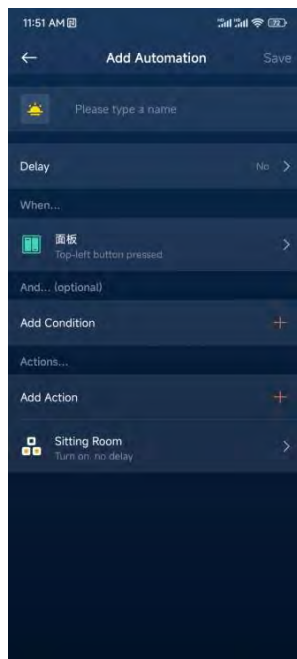 11:51 AM
Add Automation
Save
Please type a name
Delay
No
When...
面板
Top-left button pressed
And... (optional)
Add Condition
Actions...
Add Action
Sitting Room
Turn on no delay